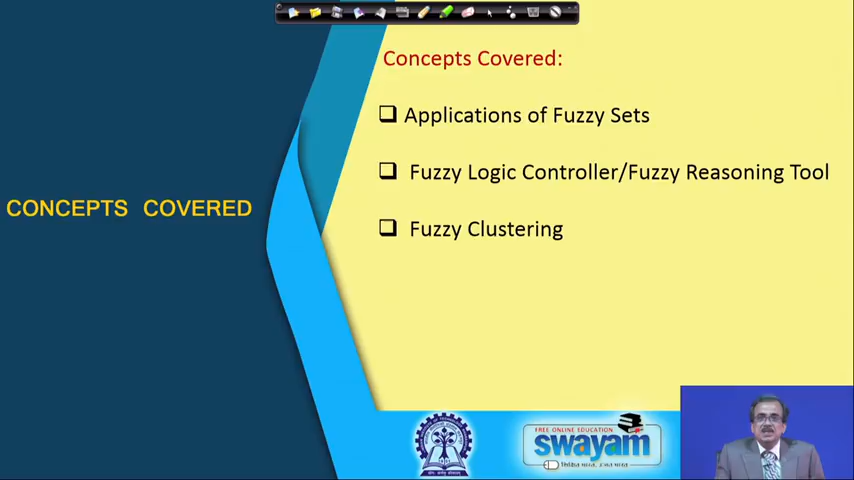 Concepts Covered:
Applications of Fuzzy Sets
Fuzzy Logic Controller/Fuzzy Reasoning Tool
Fuzzy Clustering
CONCEPTS COVERED
FREE ONLINE EDUCATION
swayam